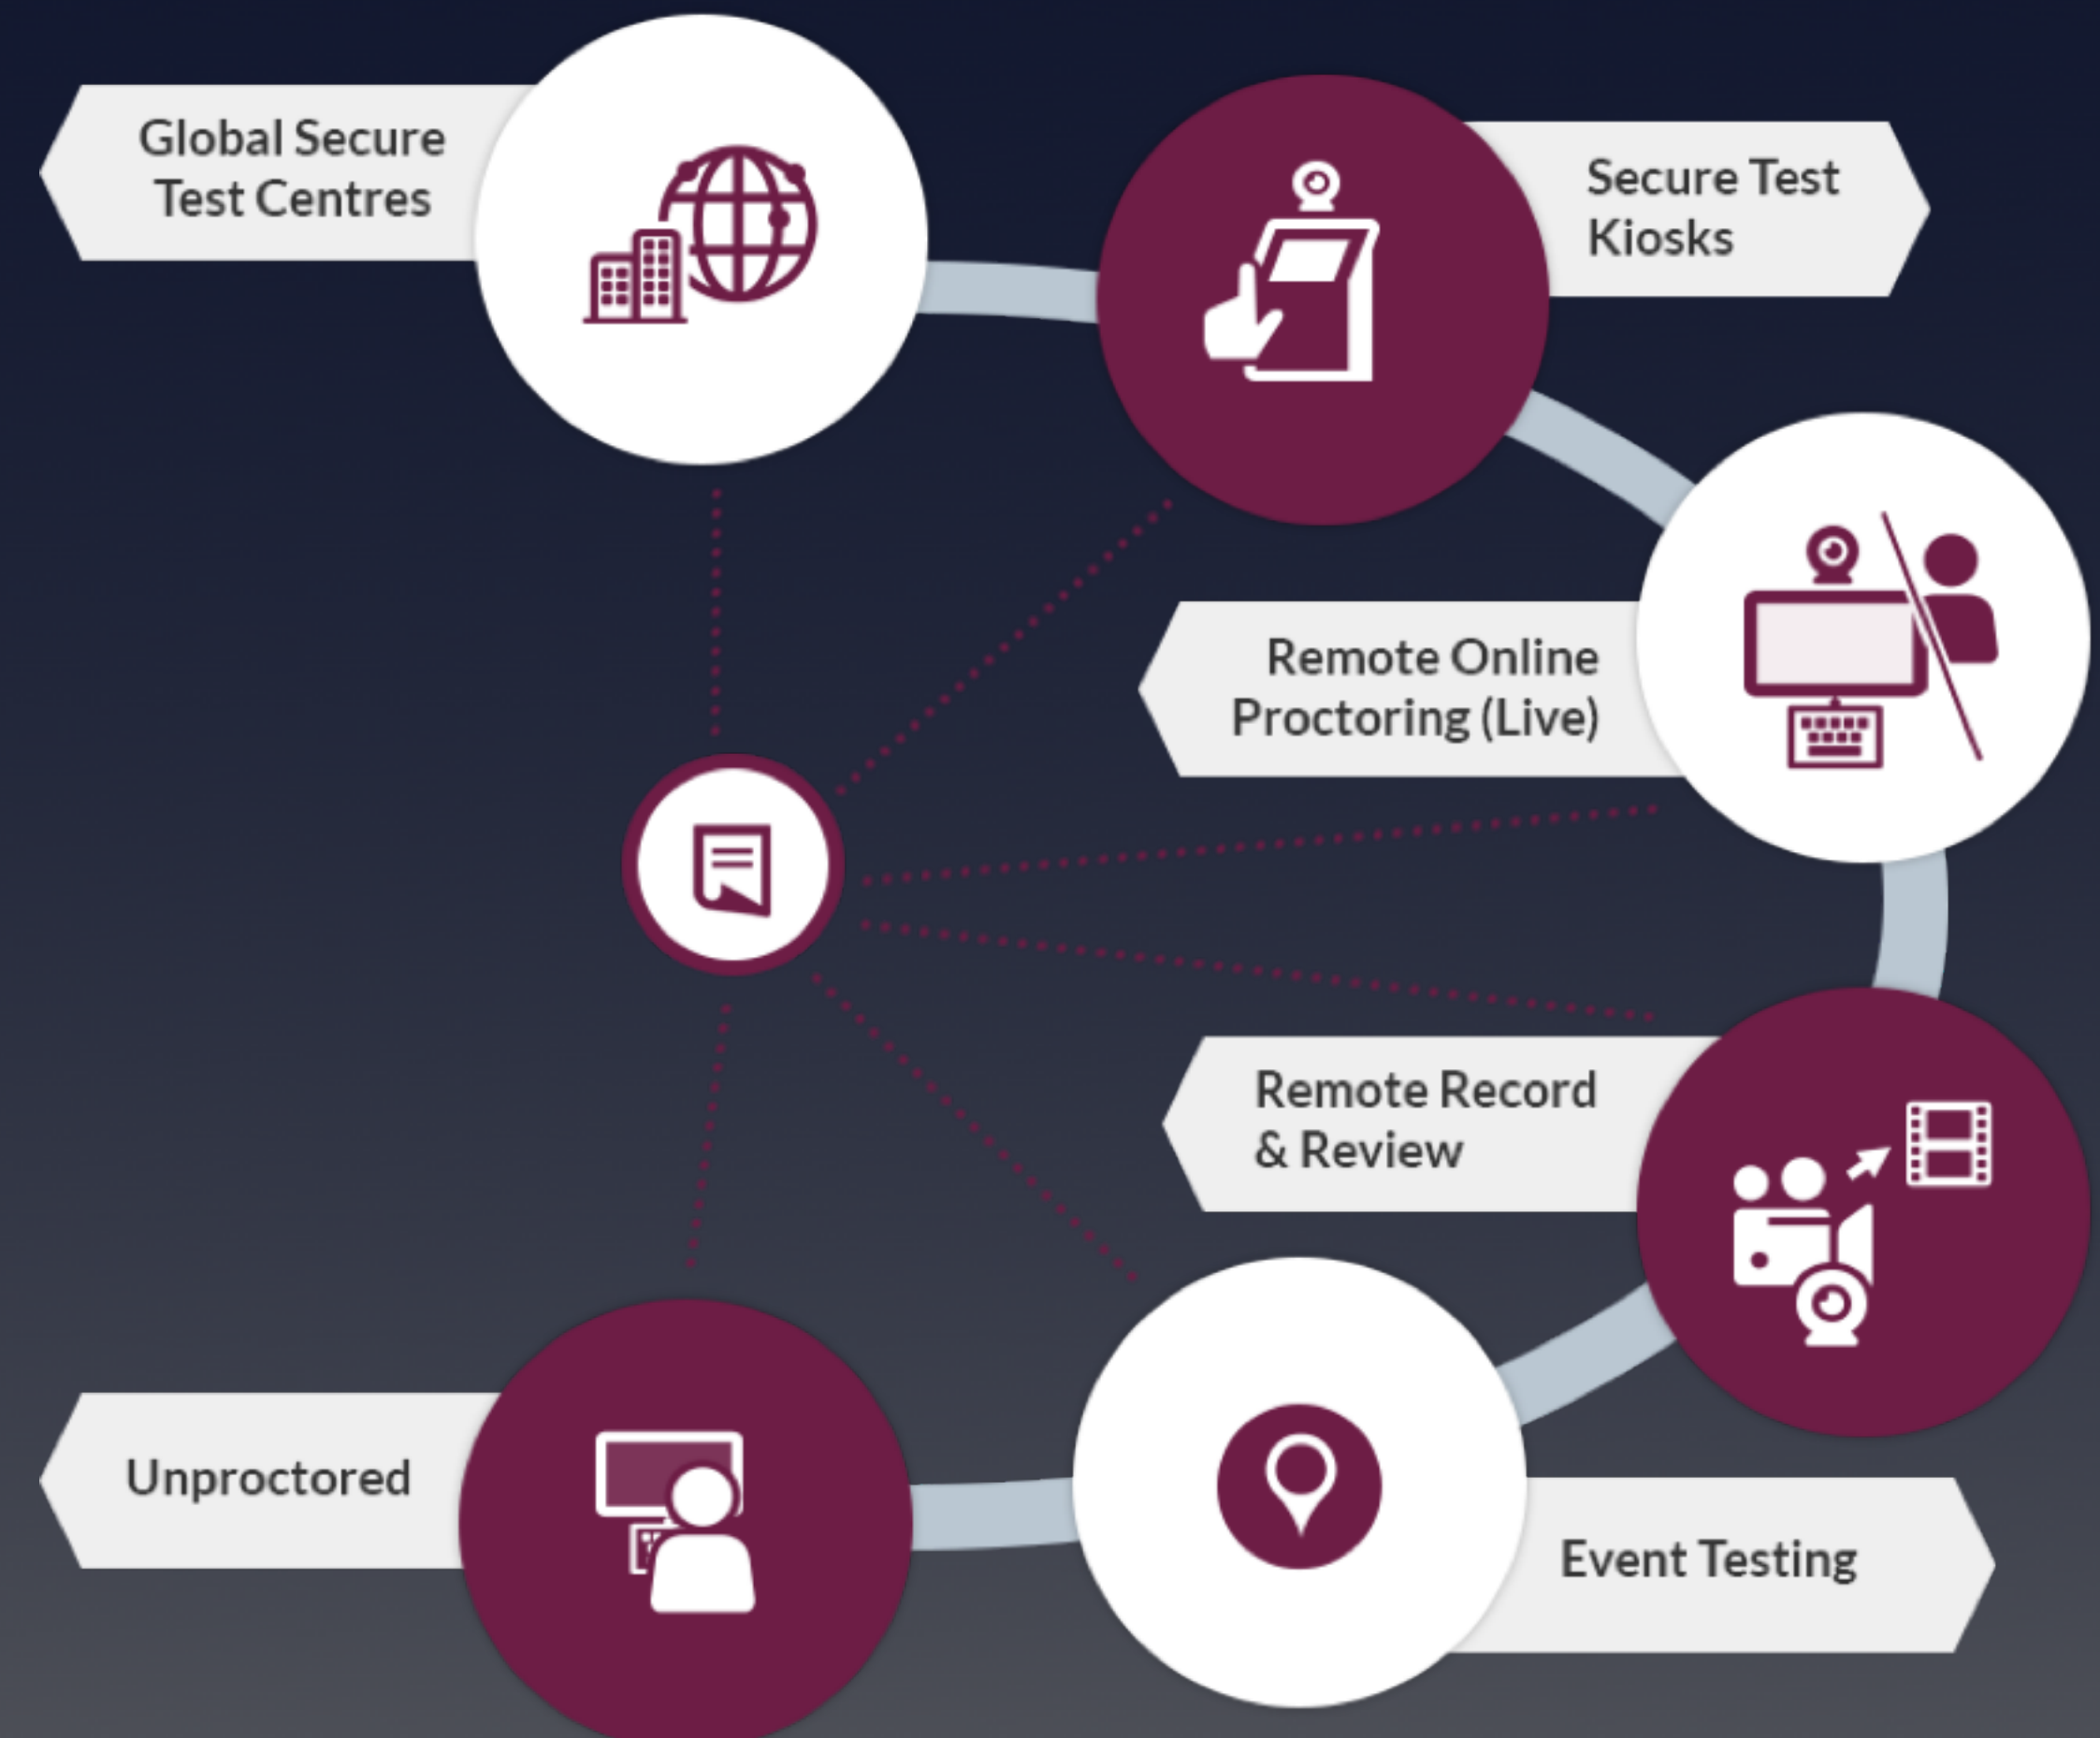 Global Secure
Test Centres
Secure Test
Kiosks
Remote Online
Proctoring (Live)
Remote Record
& Review
Unproctored
Event Testing